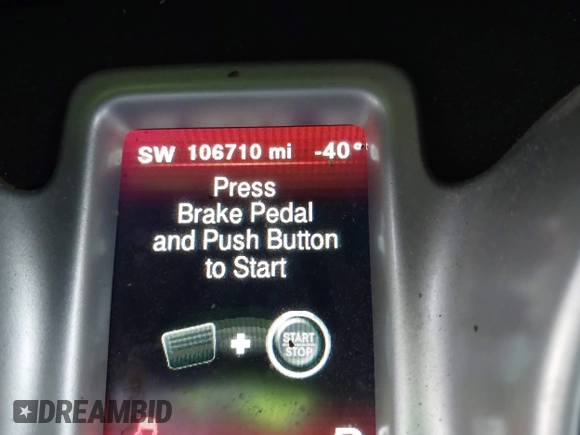 SW 106710 mi -40°
Press
Brake Pedal
and Push Button
to Start
START
STOP
DREAMBID